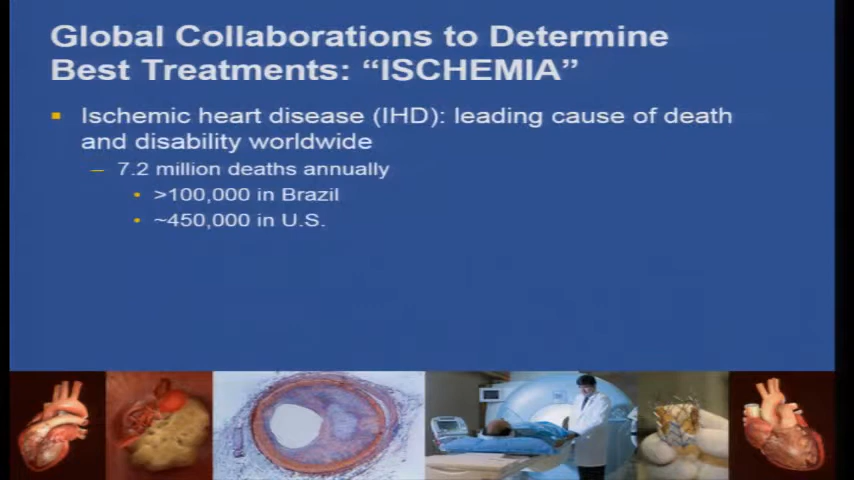 Global Collaborations to Determine
Best Treatments: “ISCHEMIA”
Ischemic heart disease (IHD): leading cause of death
and disability worldwide
– 7.2 million deaths annually
• >100,000 in Brazil
• ~450,000 in U.S.